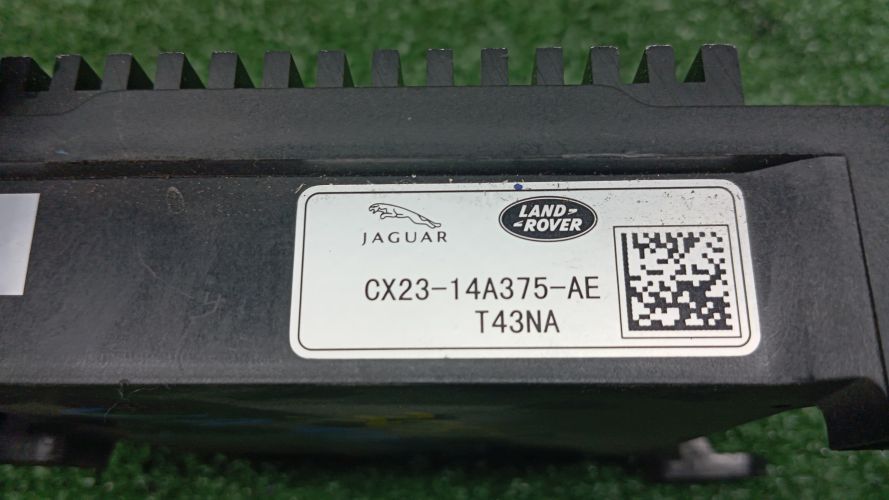 JAGUAR
LAND-
-ROVER
CX23-14A375-AE
T43NA